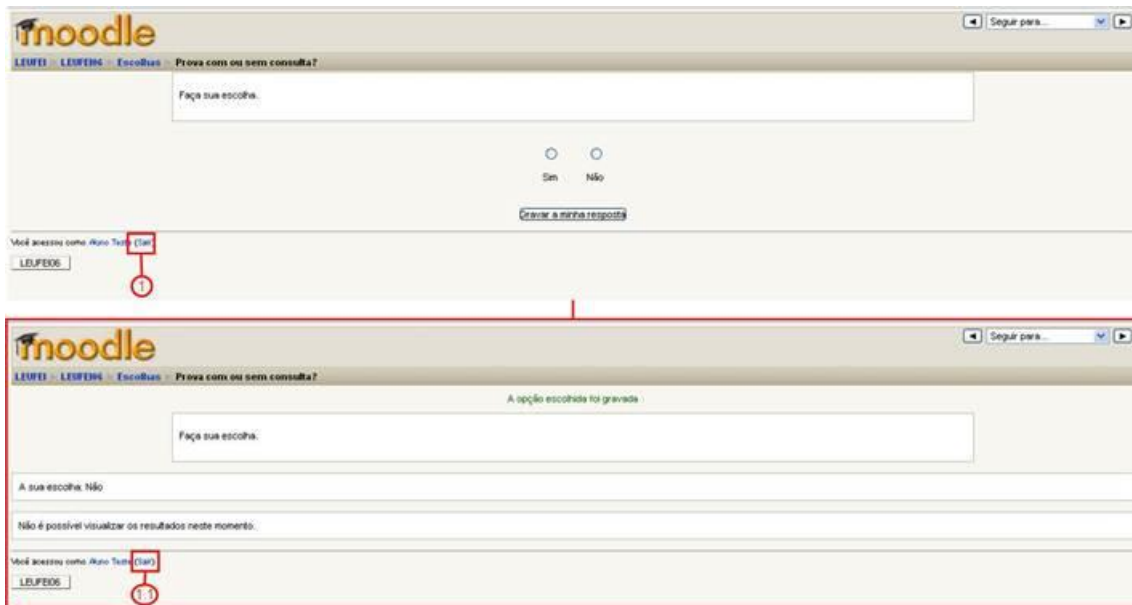 moodle
Seguir para...
LEUFEI » LEUFEI06 » Escolhas » Prova com ou sem consulta?
Faça sua escolha.
Sim Não
Gravar a minha resposta
Você acessou como Aluno Teste (Sair)
LEUFEI06
1
moodle
Seguir para...
LEUFEI » LEUFEI06 » Escolhas » Prova com ou sem consulta?
A opção escolhida foi gravada
Faça sua escolha.
A sua escolha: Não
Não é possível visualizar os resultados neste momento.
Você acessou como Aluno Teste (Sair)
LEUFEI06
1.1